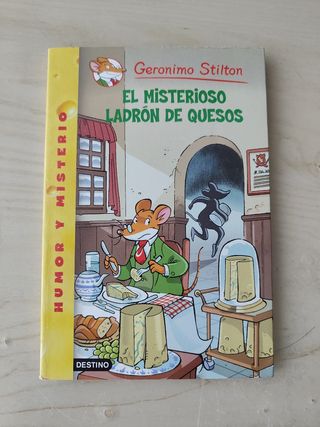 Geronimo Stilton
EL MISTERIOSO
LADRÓN DE QUESOS
HUMOR Y MISTERIO
DESTINO